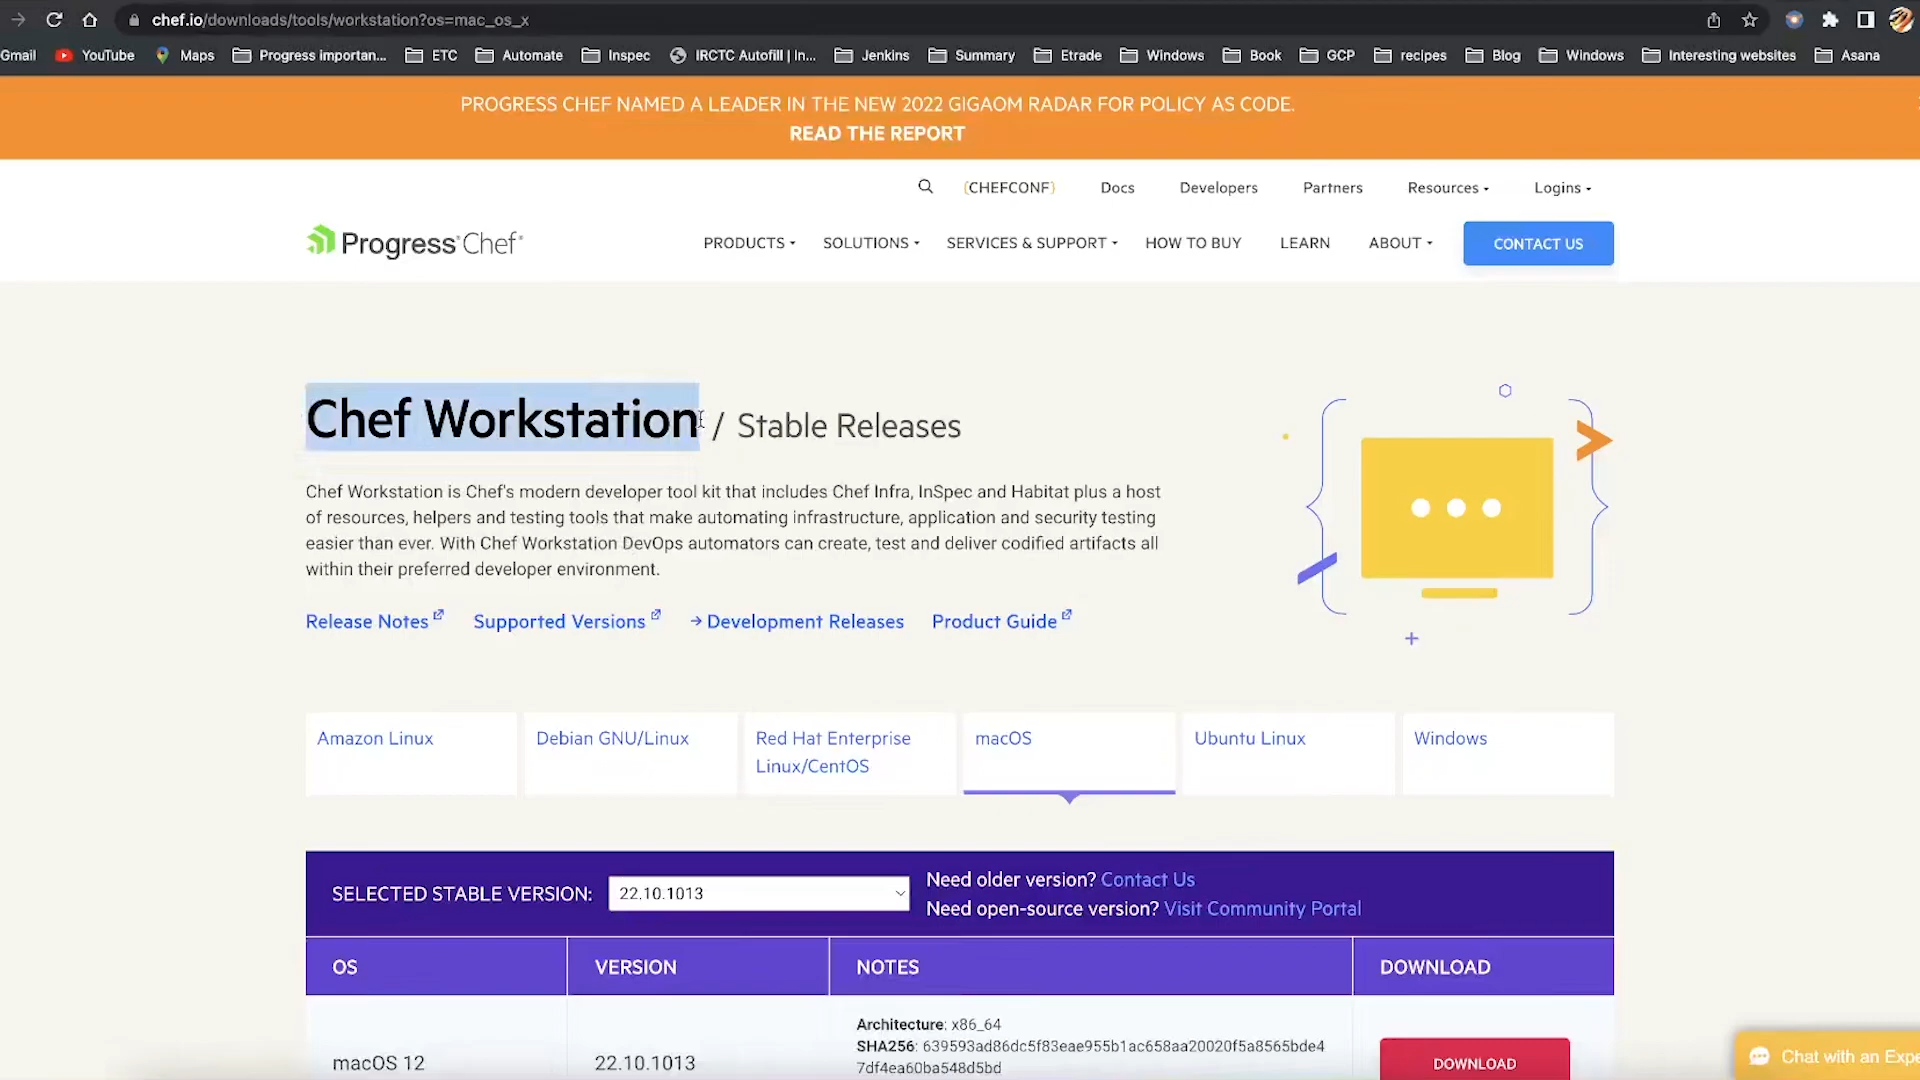 chef.io/downloads/tools/workstation?os=mac_os_x
Gmail YouTube Maps Progress importan... ETC Automate Inspec IRCTC Autofill | In... Jenkins Summary Etrade Windows Book GCP recipes Blog Windows Interesting websites Asana
PROGRESS CHEF NAMED A LEADER IN THE NEW 2022 GIGAOM RADAR FOR POLICY AS CODE.
READ THE REPORT
{CHEFCONF} Docs Developers Partners Resources Logins
Progress Chef PRODUCTS SOLUTIONS SERVICES & SUPPORT HOW TO BUY LEARN ABOUT CONTACT US
Chef Workstation / Stable Releases
Chef Workstation is Chef's modern developer tool kit that includes Chef Infra, InSpec and Habitat plus a host
of resources, helpers and testing tools that make automating infrastructure, application and security testing
easier than ever. With Chef Workstation DevOps automators can create, test and deliver codified artifacts all
within their preferred developer environment.
Release Notes Supported Versions → Development Releases Product Guide
Amazon Linux Debian GNU/Linux Red Hat Enterprise macOS Ubuntu Linux Windows
Linux/CentOS
SELECTED STABLE VERSION: 22.10.1013 Need older version? Contact Us
Need open-source version? Visit Community Portal
OS VERSION NOTES DOWNLOAD
Architecture: x86_64
SHA256: 639593ad86dc5f83eae955b1ac658aa20020f5a8565bde4
7df4ea60ba548d5bd
macOS 12 22.10.1013 DOWNLOAD
Chat with an Expe